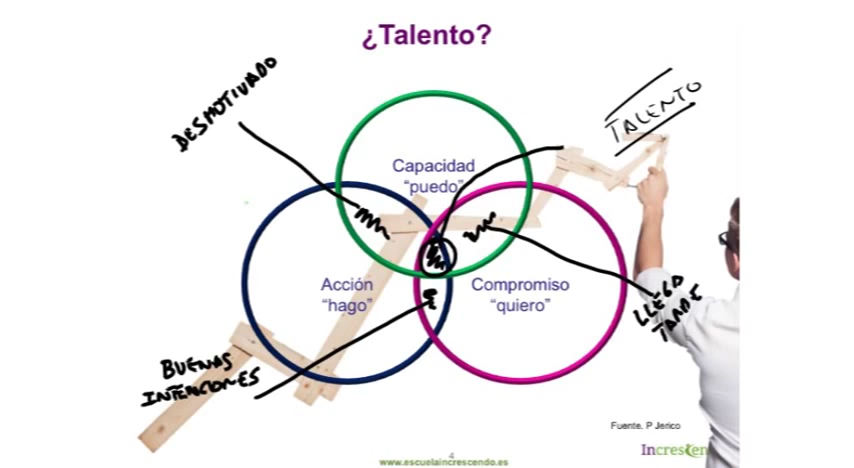 ¿Talento?
DESMOTIVADO
TALENTO
Capacidad
"puedo"
Acción
"hago"
Compromiso
"quiero"
LLEGO
TARDE
BUENAS
INTENCIONES
Fuente. P Jerico
Increscen
4
www.escuelaincrescendo.es